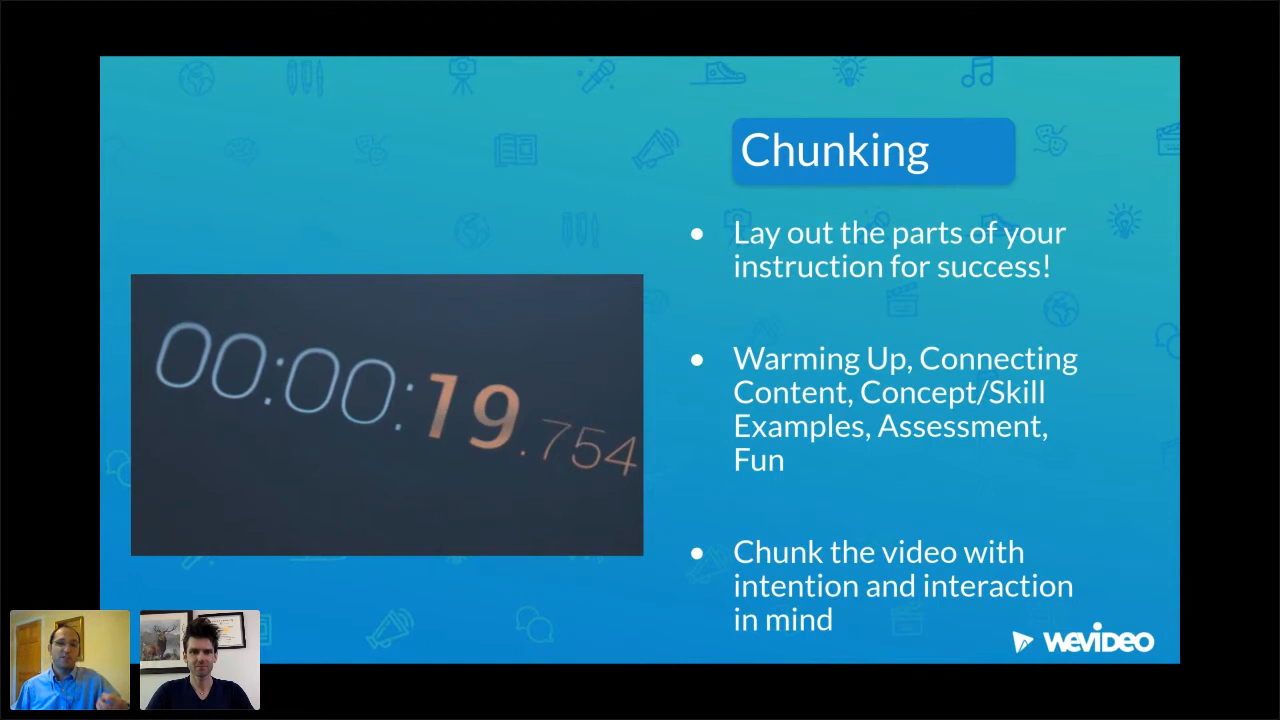 Chunking
Lay out the parts of your
instruction for success!
Warming Up, Connecting
Content, Concept/Skill
Examples, Assessment,
Fun
Chunk the video with
intention and interaction
in mind
00:00:19.754
WEVIDEO